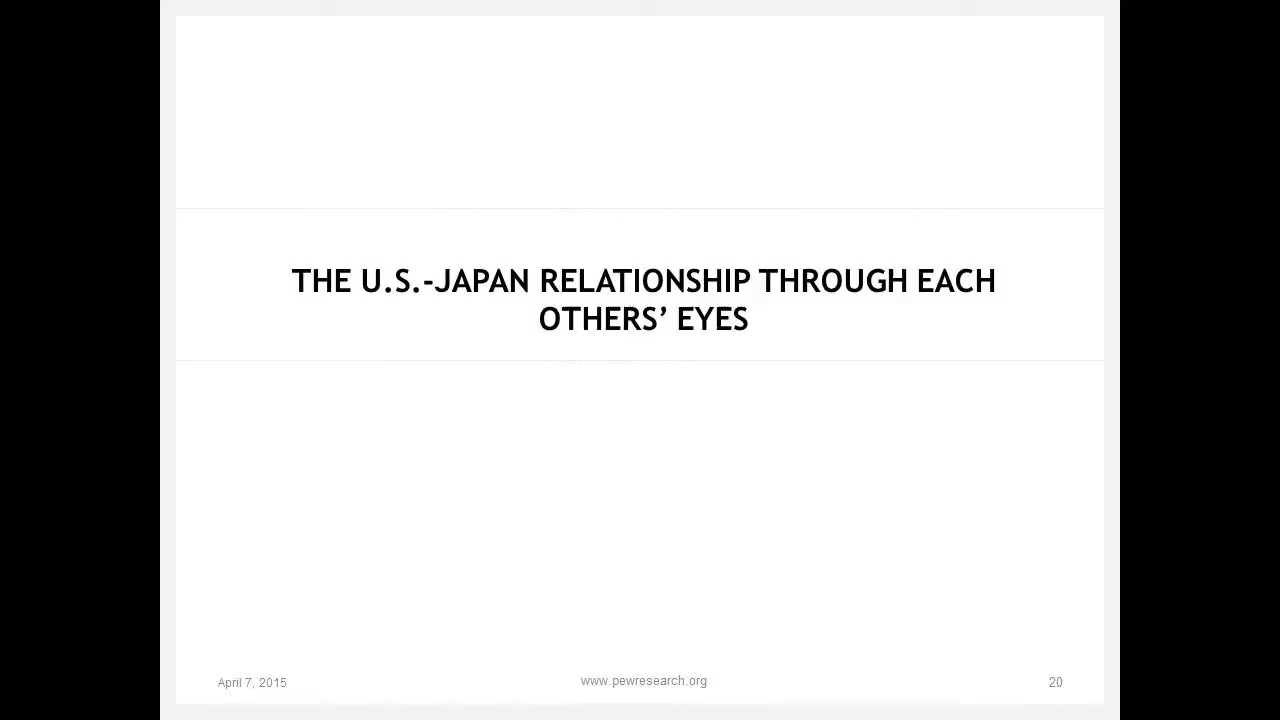 THE U.S.-JAPAN RELATIONSHIP THROUGH EACH
OTHERS’ EYES
April 7, 2015
www.pewresearch.org
20